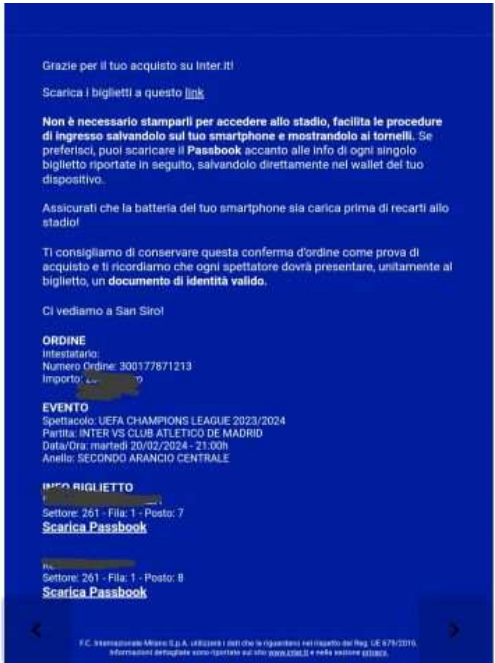 Grazie per il tuo acquisto su Inter.it!
Scarica i biglietti a questo link
Non è necessario stamparli per accedere allo stadio, facilita le procedure
di ingresso salvandolo sul tuo smartphone e mostrandolo ai tornelli. Se
preferisci, puoi scaricare il Passbook accanto alle info di ogni singolo
biglietto riportate in seguito, salvandolo direttamente nel wallet del tuo
dispositivo.
Assicurati che la batteria del tuo smartphone sia carica prima di recarti allo
stadio!
Ti consigliamo di conservare questa conferma d'ordine come prova di
acquisto e ti ricordiamo che ogni spettatore dovrà presentare, unitamente al
biglietto, un documento di identità valido.
Ci vediamo a San Siro!
ORDINE
Intestatario:
Numero Ordine: 300177871213
Importo:
EVENTO
Spettacolo: UEFA CHAMPIONS LEAGUE 2023/2024
Partita: INTER VS CLUB ATLETICO DE MADRID
Data/Ora: martedì 20/02/2024 - 21:00h
Anello: SECONDO ARANCIO CENTRALE
INFO BIGLIETTO
Settore: 261 - Fila: 1 - Posto: 7
Scarica Passbook
Settore: 261 - Fila: 1 - Posto: 8
Scarica Passbook
F.C. Internazionale Milano S.p.A. utilizzerà i dati che la riguardano nel rispetto del Reg. UE 679/2016.
Informazioni dettagliate sono riportate sul sito www.inter.it e nella sezione privacy.